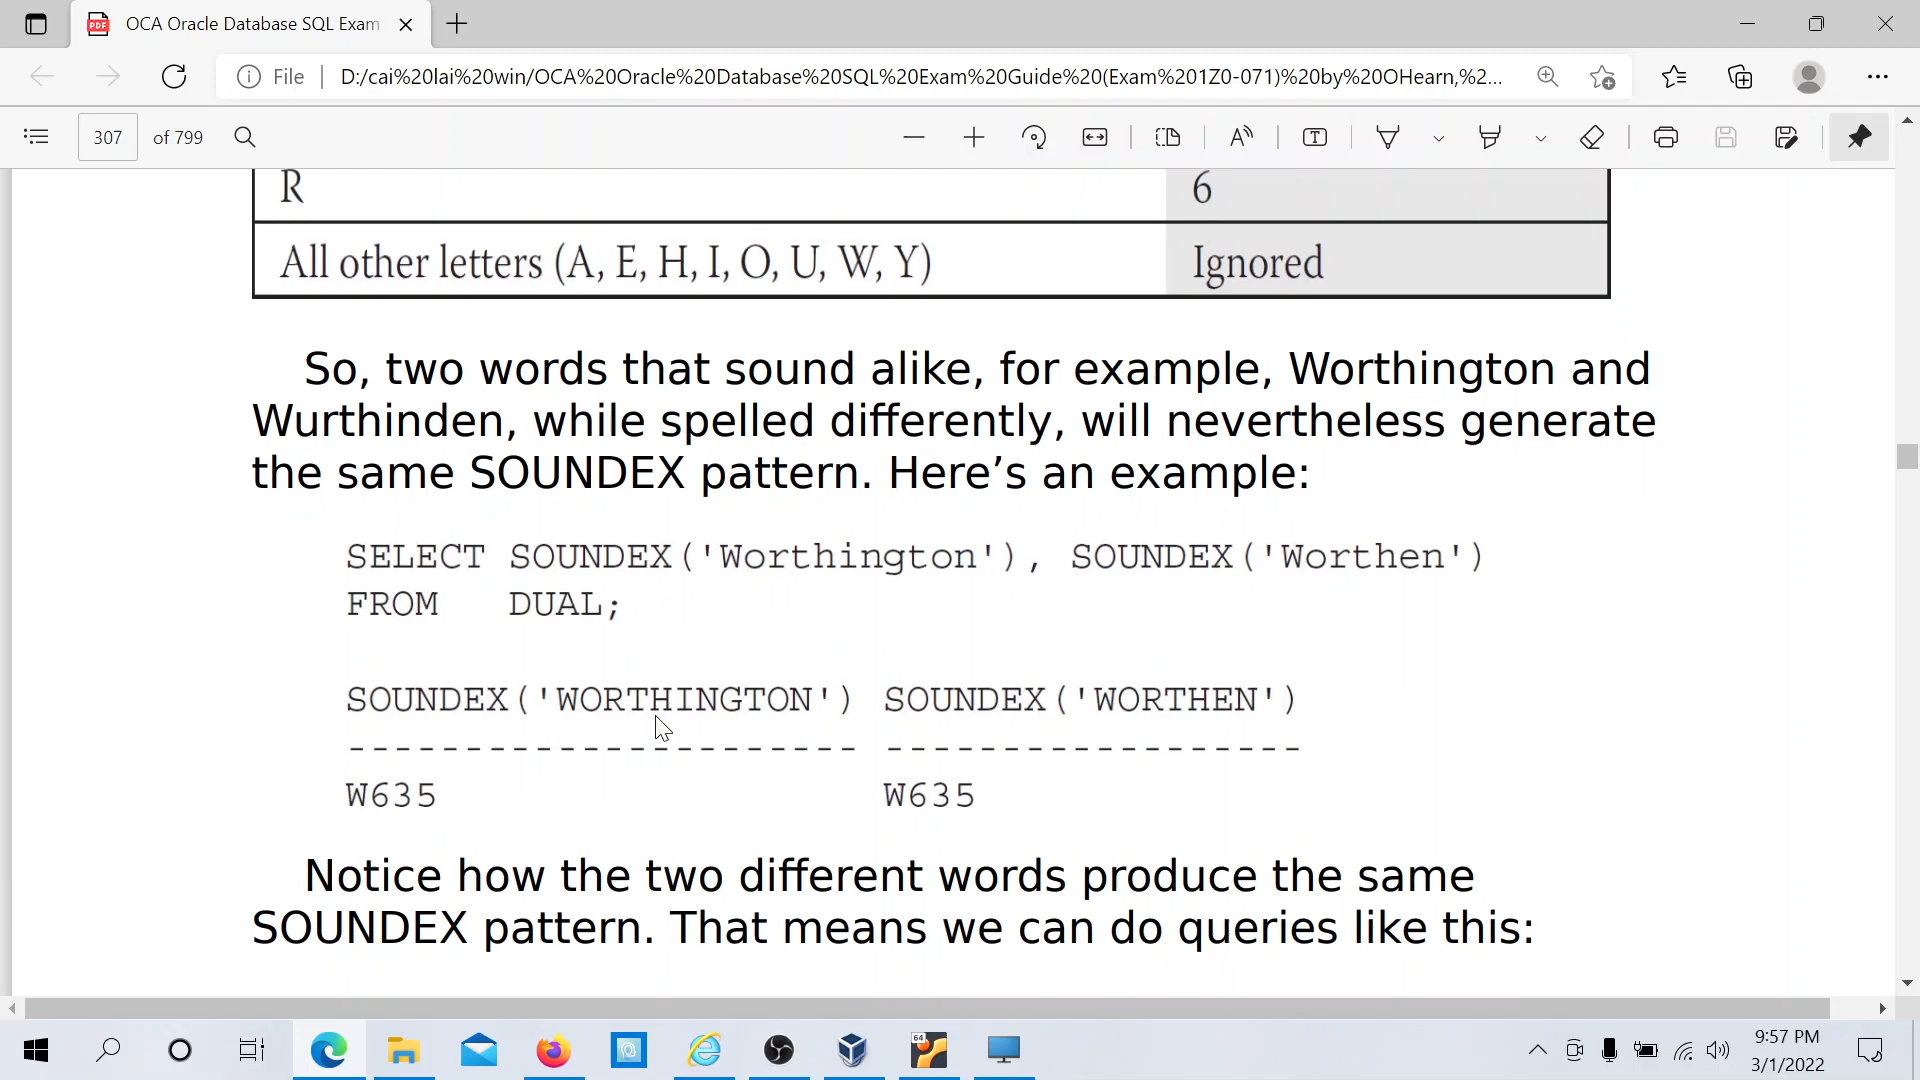 OCA Oracle Database SQL Exam
File
D:/cai%20lai%20win/OCA%20Oracle%20Database%20SQL%20Exam%20Guide%20(Exam%201Z0-071)%20by%20OHearn,%2...
307 of 799
R 6
All other letters (A, E, H, I, O, U, W, Y) Ignored
So, two words that sound alike, for example, Worthington and
Wurthinden, while spelled differently, will nevertheless generate
the same SOUNDEX pattern. Here’s an example:
SELECT SOUNDEX('Worthington'), SOUNDEX('Worthen')
FROM DUAL;
SOUNDEX('WORTHINGTON') SOUNDEX('WORTHEN')
---------------------- ------------------
W635 W635
Notice how the two different words produce the same
SOUNDEX pattern. That means we can do queries like this:
64
9:57 PM
3/1/2022